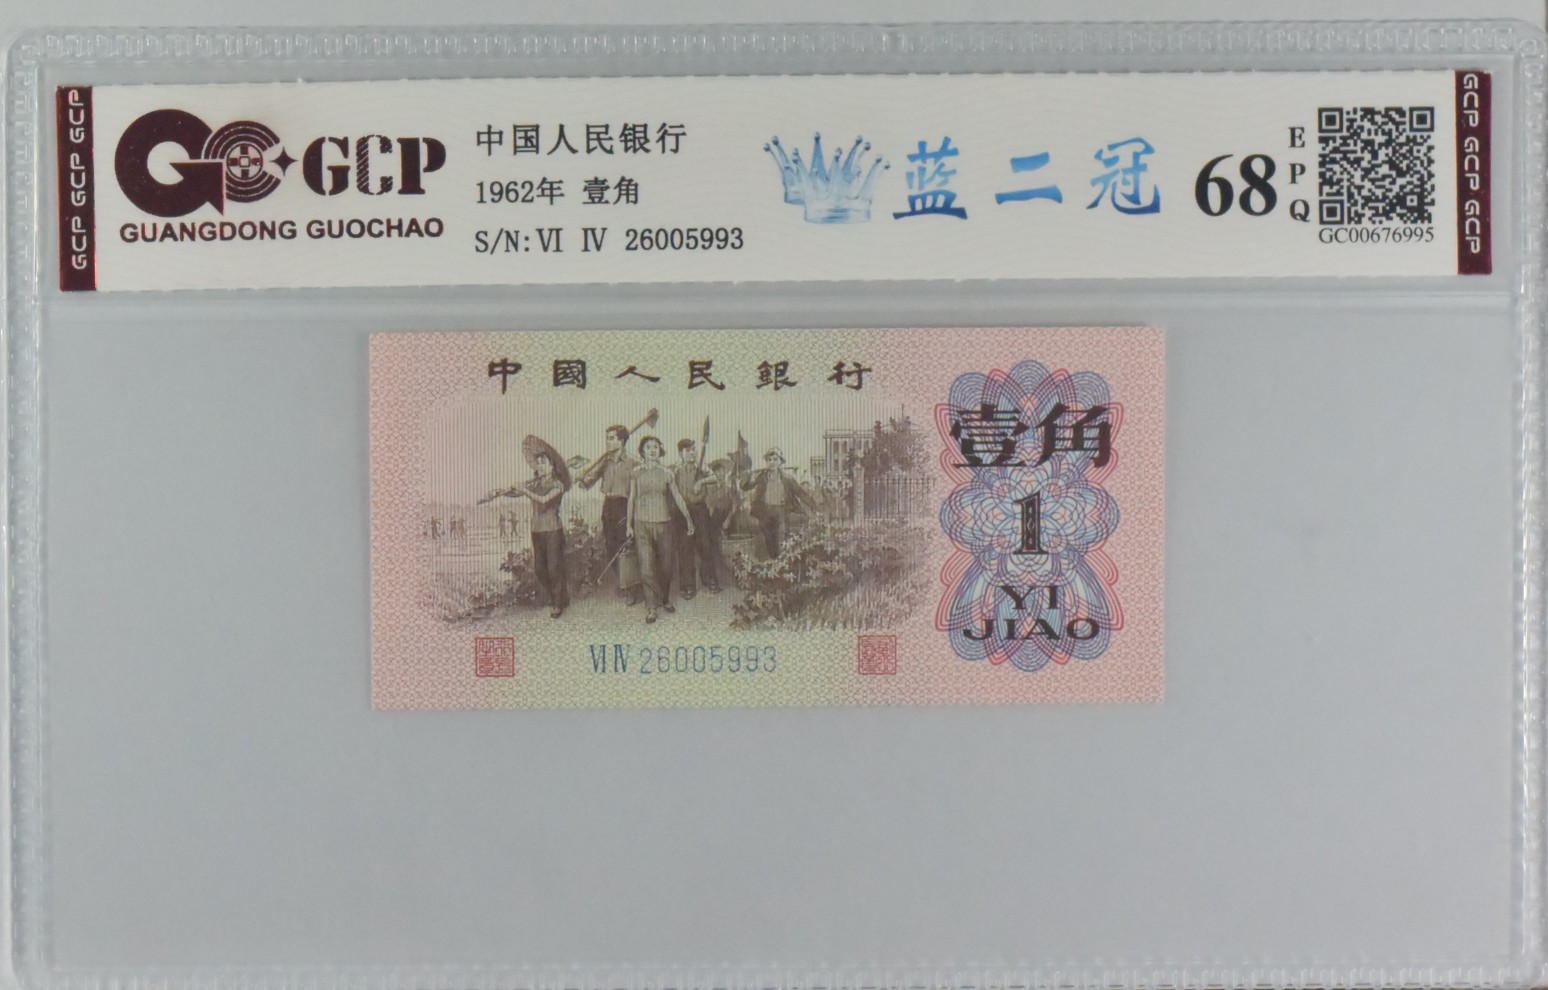 GCP GCP GCP
GCP
GUANGDONG GUOCHAO
中国人民银行
1962年 壹角
S/N: VI IV 26005993
蓝二冠
68
EPQ
GC00676995
GCP GCP GCP
中國人民銀行
壹角
1
YI
JIAO
VI IV 26005993